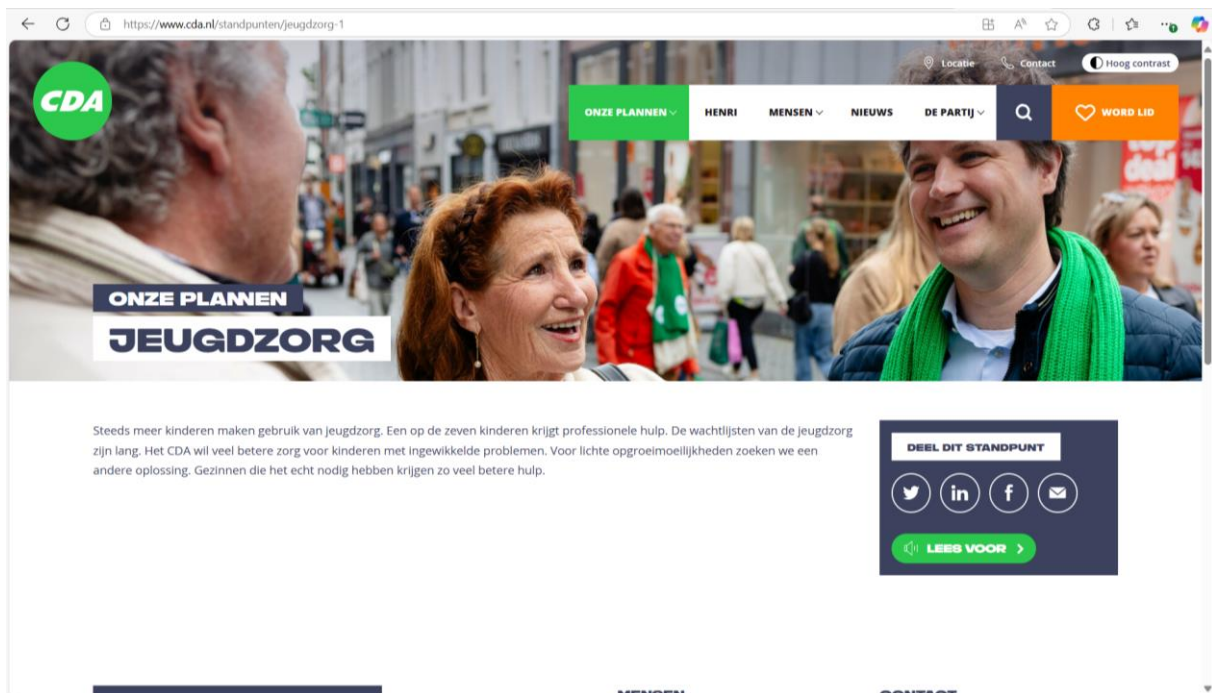 https://www.cda.nl/standpunten/jeugdzorg-1
CDA
Locatie
Contact
Hoog contrast
ONZE PLANNEN
HENRI
MENSEN
NIEUWS
DE PARTIJ
WORD LID
top
deal
ONZE PLANNEN
JEUGDZORG
Steeds meer kinderen maken gebruik van jeugdzorg. Een op de zeven kinderen krijgt professionele hulp. De wachtlijsten van de jeugdzorg
zijn lang. Het CDA wil veel betere zorg voor kinderen met ingewikkelde problemen. Voor lichte opgroeimoeilijkheden zoeken we een
andere oplossing. Gezinnen die het echt nodig hebben krijgen zo veel betere hulp.
DEEL DIT STANDPUNT
LEES VOOR
MENSEN
CONTACT